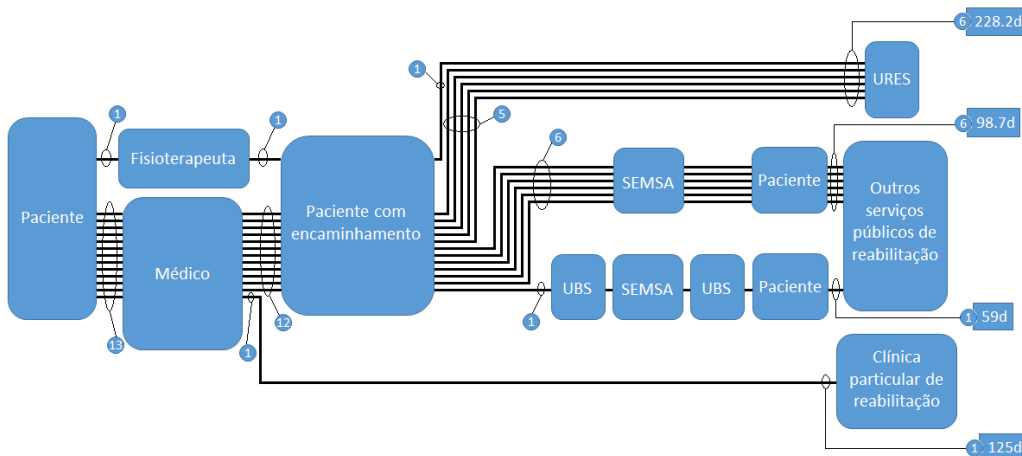 6 228.2d
1
URES
1
1
5
6 98.7d
Fisioterapeuta
6
Paciente
SEMSA
Paciente
Outros
serviços
públicos de
reabilitação
Paciente com
encaminhamento
Médico
UBS
SEMSA
UBS
Paciente
1
1 59d
12
13
1
Clínica
particular de
reabilitação
1 125d